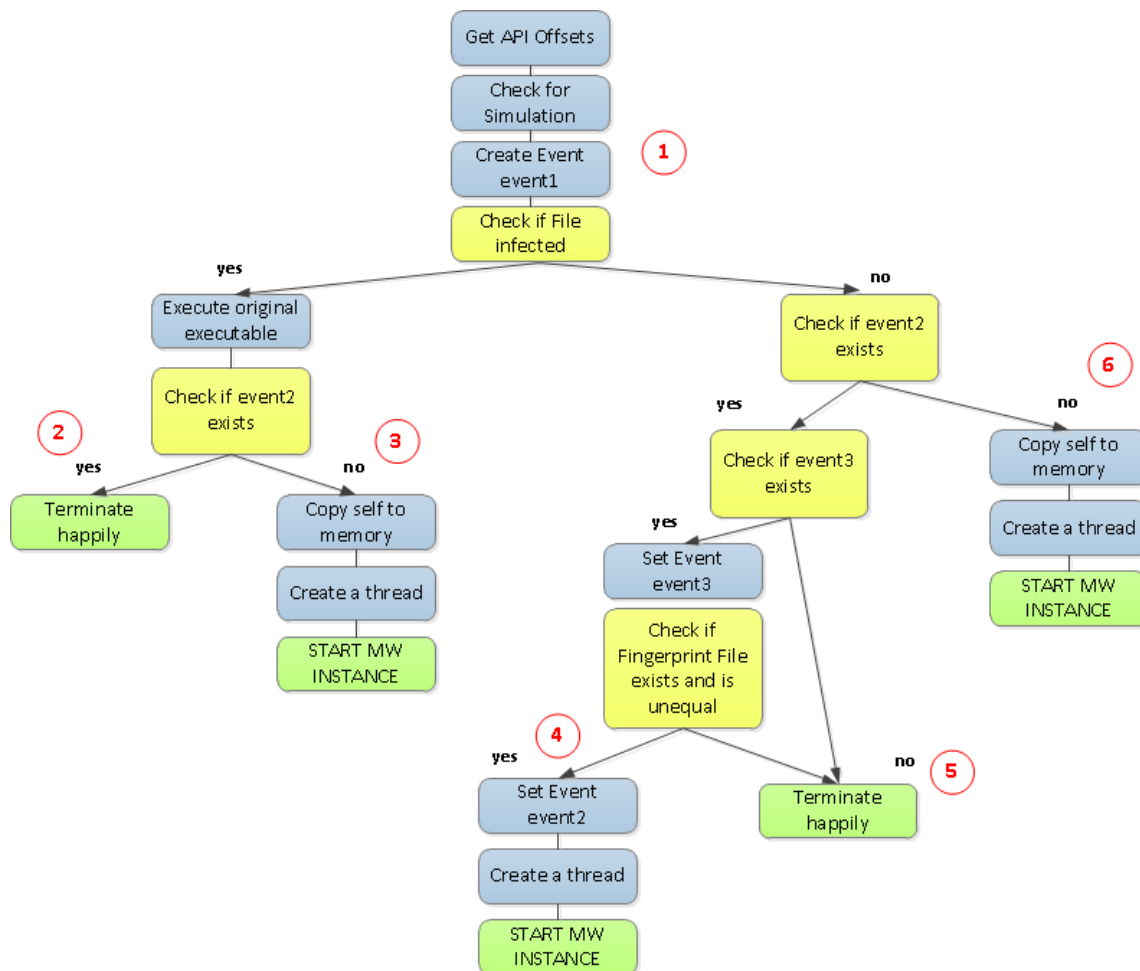 Get API Offsets
Check for
Simulation
Create Event
event1
1
Check if File
infected
yes
no
Execute original
executable
Check if event2
exists
Check if event2
exists
6
2
yes
3
no
yes
no
Terminate
happily
Copy self to
memory
Check if event3
exists
Copy self to
memory
Create a thread
yes
Create a thread
START MW
INSTANCE
Set Event
event3
START MW
INSTANCE
Check if
Fingerprint File
exists and is
unequal
4
yes
no
5
Set Event
event2
Terminate
happily
Create a thread
START MW
INSTANCE